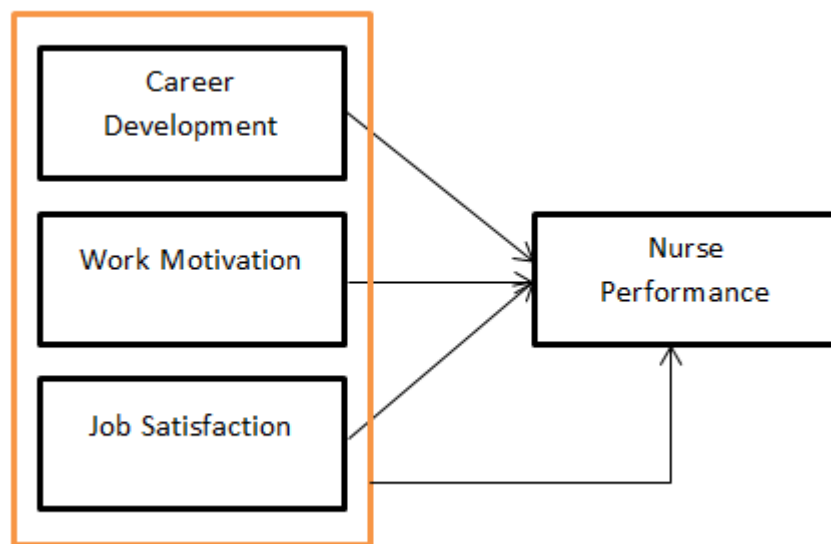 Career
Development
Work Motivation
Nurse
Performance
Job Satisfaction